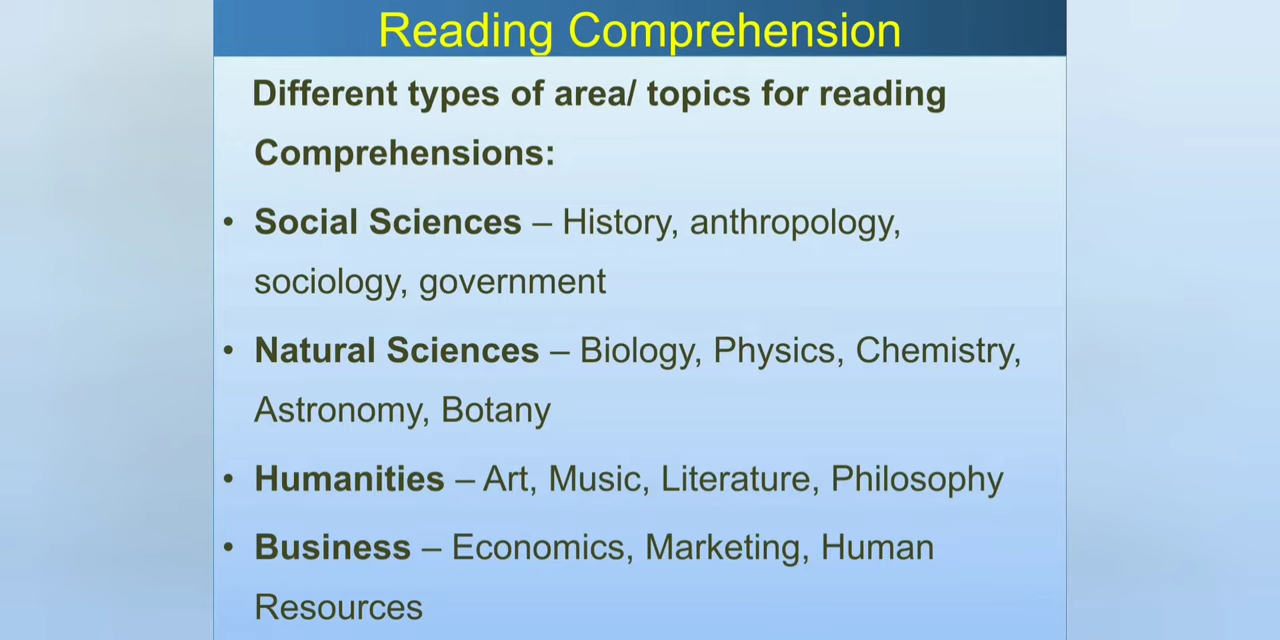 Reading Comprehension
Different types of area/ topics for reading
Comprehensions:
• Social Sciences – History, anthropology,
sociology, government
• Natural Sciences – Biology, Physics, Chemistry,
Astronomy, Botany
• Humanities – Art, Music, Literature, Philosophy
• Business – Economics, Marketing, Human
Resources